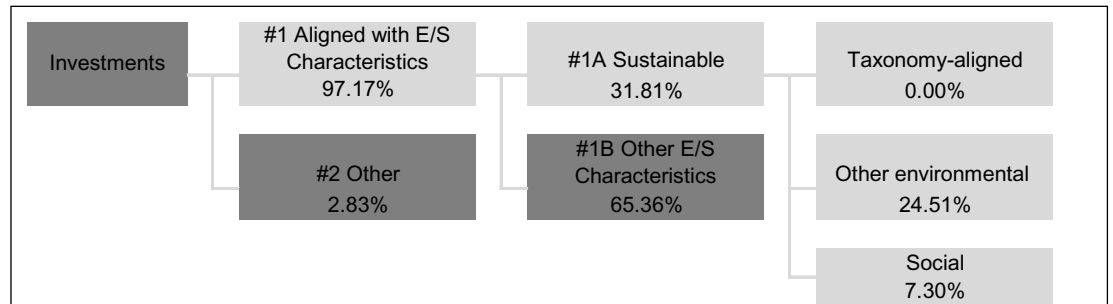 Investments
#1 Aligned with E/S
Characteristics
97.17%
#1A Sustainable
31.81%
Taxonomy-aligned
0.00%
#2 Other
2.83%
#1B Other E/S
Characteristics
65.36%
Other environmental
24.51%
Social
7.30%